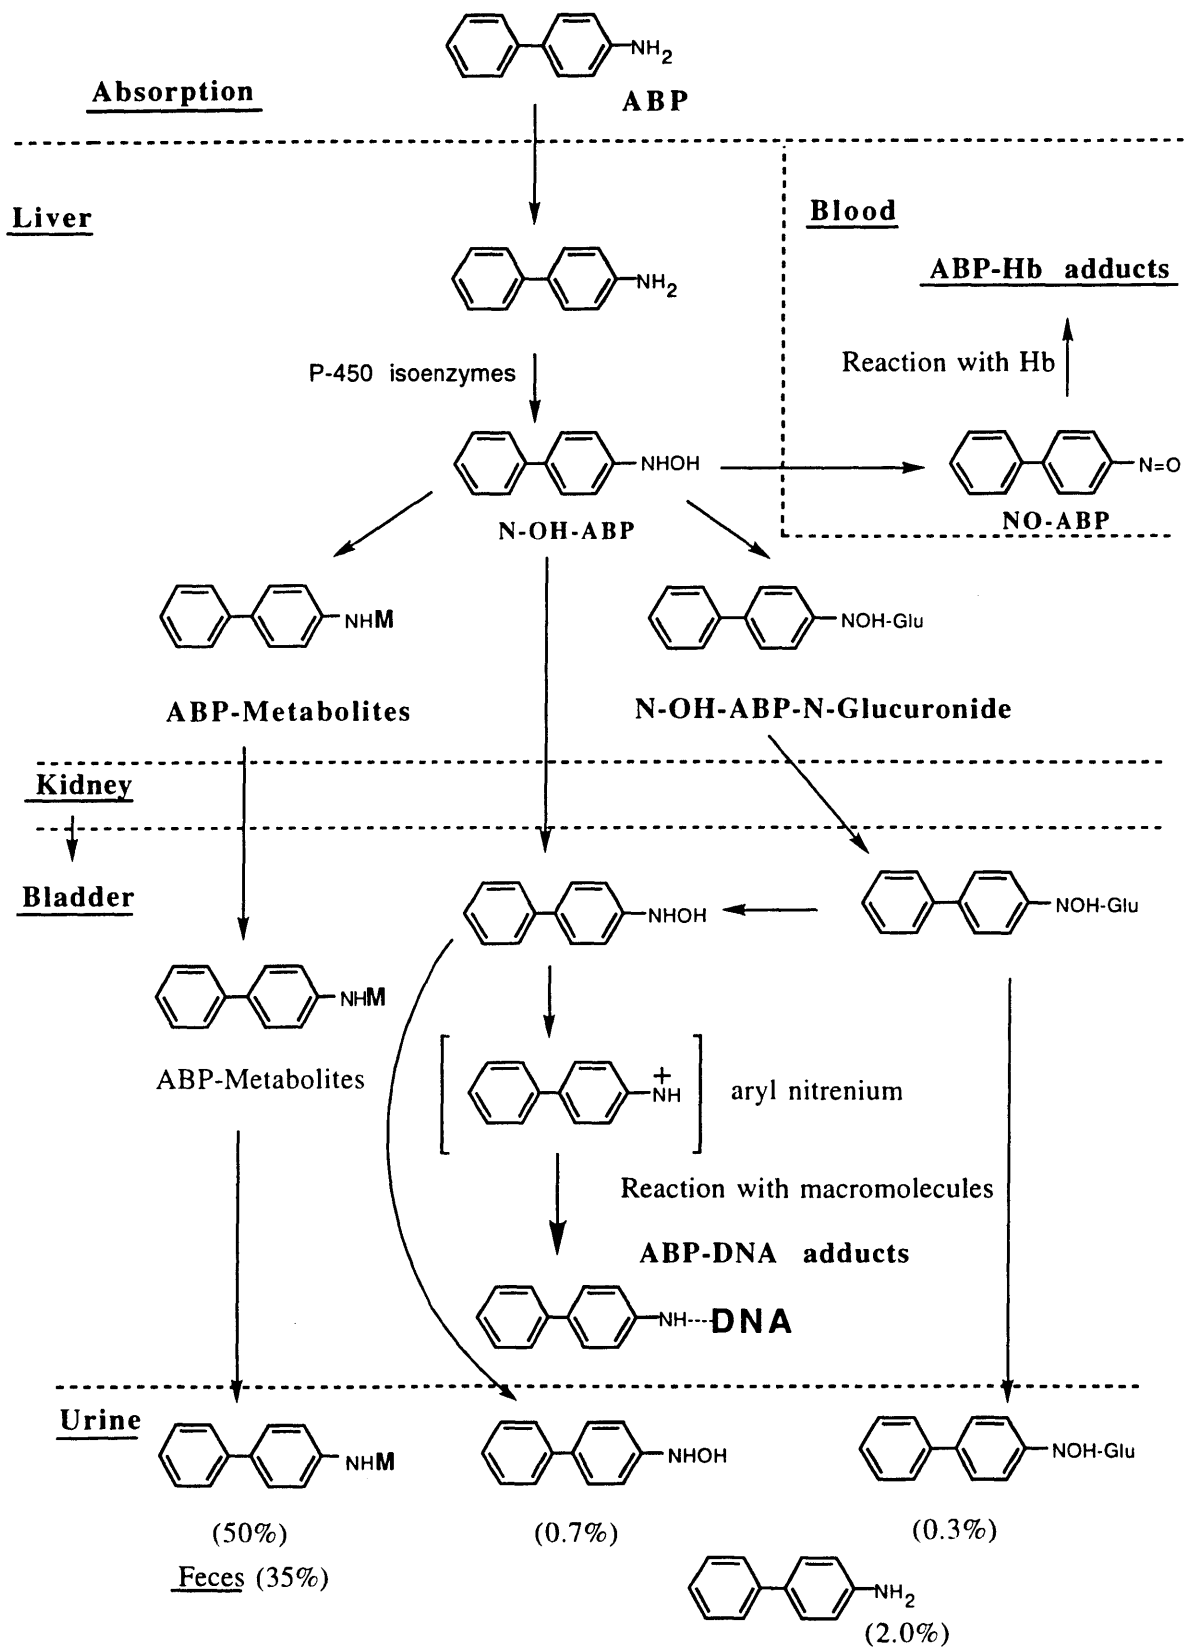 NH2
Absorption
ABP
Liver
Blood
NH2
ABP-Hb adducts
P-450 isoenzymes
Reaction with Hb
NHOH
N=O
N-OH-ABP
NO-ABP
NHM
NOH-Glu
ABP-Metabolites
N-OH-ABP-N-Glucuronide
Kidney
Bladder
NHOH
NOH-Glu
NHM
ABP-Metabolites
+
NH
aryl nitrenium
Reaction with macromolecules
ABP-DNA adducts
NH----DNA
Urine
NHM
NHOH
NOH-Glu
(50%)
(0.7%)
(0.3%)
Feces (35%)
NH2
(2.0%)